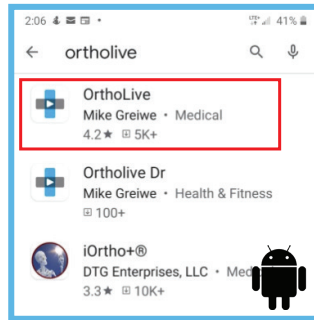 2:06
LTE+ 41%
ortholive
OrthoLive
Mike Greiwe • Medical
4.2★ 5K+
Ortholive Dr
Mike Greiwe • Health & Fitness
100+
iOrtho+®
DTG Enterprises, LLC •
3.3★ 10K+